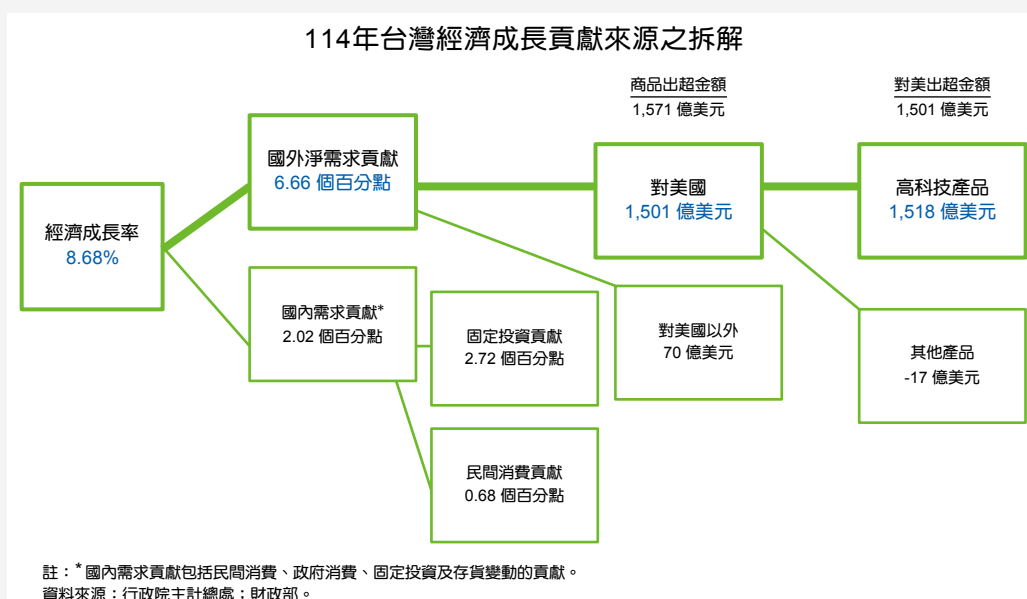 114年台灣經濟成長貢獻來源之拆解
商品出超金額
1,571 億美元
對美出超金額
1,501 億美元
經濟成長率
8.68%
國外淨需求貢獻
6.66 個百分點
對美國
1,501 億美元
高科技產品
1,518 億美元
國內需求貢獻*
2.02 個百分點
固定投資貢獻
2.72 個百分點
對美國以外
70 億美元
其他產品
-17 億美元
民間消費貢獻
0.68 個百分點
註：* 國內需求貢獻包括民間消費、政府消費、固定投資及存貨變動的貢獻。
資料來源：行政院主計總處；財政部。